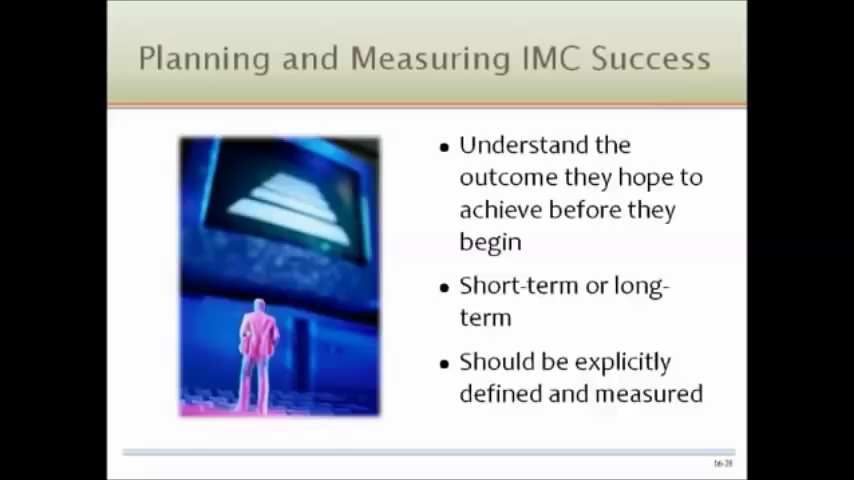 Planning and Measuring IMC Success
• Understand the
outcome they hope to
achieve before they
begin
• Short-term or long-
term
• Should be explicitly
defined and measured